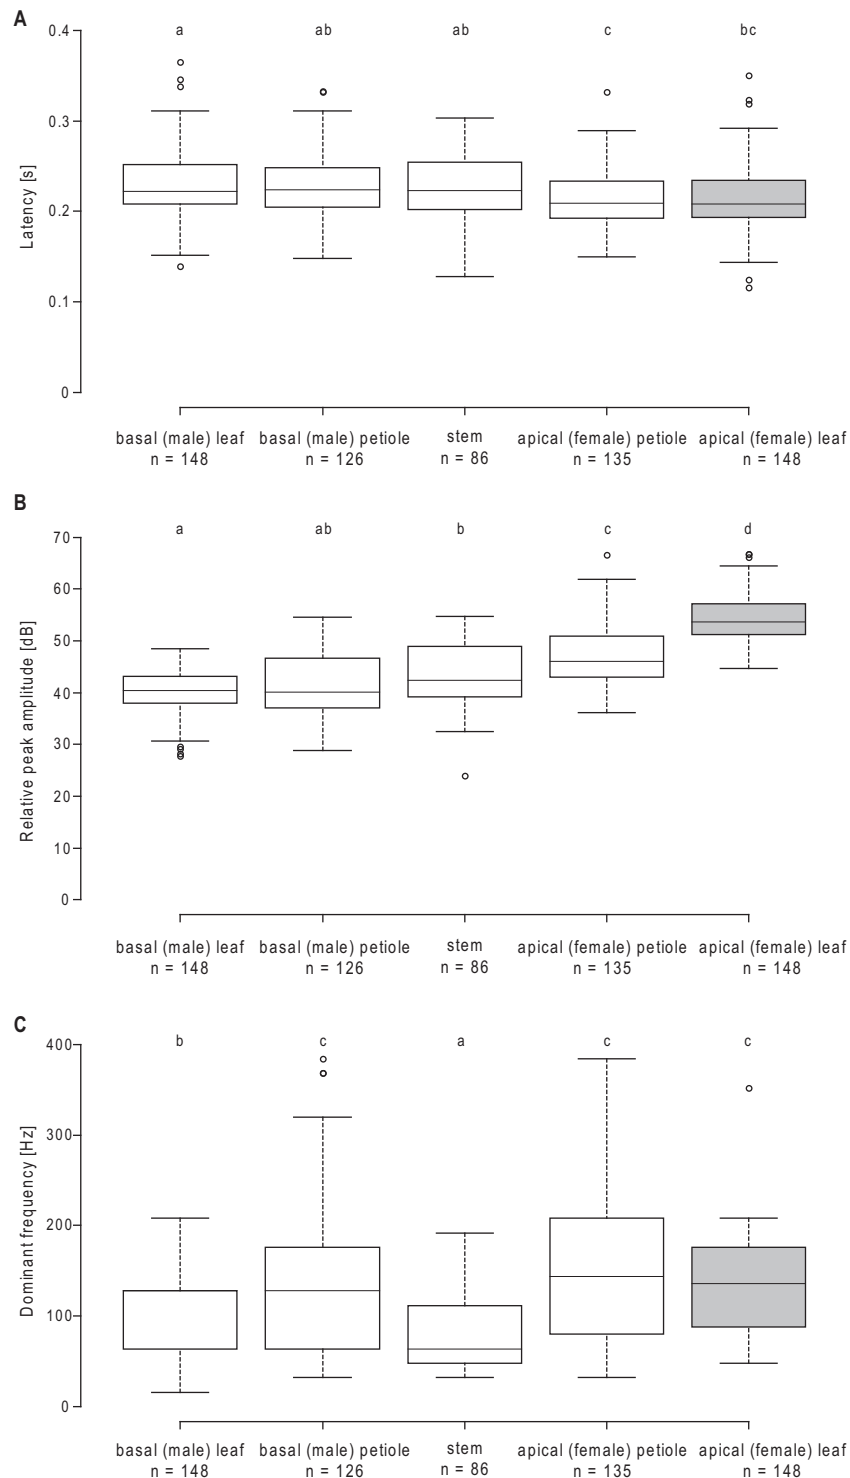 A
0.4
a
ab
ab
c
bc
0.3
Latency [s]
0.2
0.1
0
basal (male) leaf
n = 148
basal (male) petiole
n = 126
stem
n = 86
apical (female) petiole
n = 135
apical (female) leaf
n = 148
B
70
a
ab
b
c
d
60
50
Relative peak amplitude [dB]
40
30
20
10
0
basal (male) leaf
n = 148
basal (male) petiole
n = 126
stem
n = 86
apical (female) petiole
n = 135
apical (female) leaf
n = 148
C
400
b
c
a
c
c
300
Dominant frequency [Hz]
200
100
0
basal (male) leaf
n = 148
basal (male) petiole
n = 126
stem
n = 86
apical (female) petiole
n = 135
apical (female) leaf
n = 148